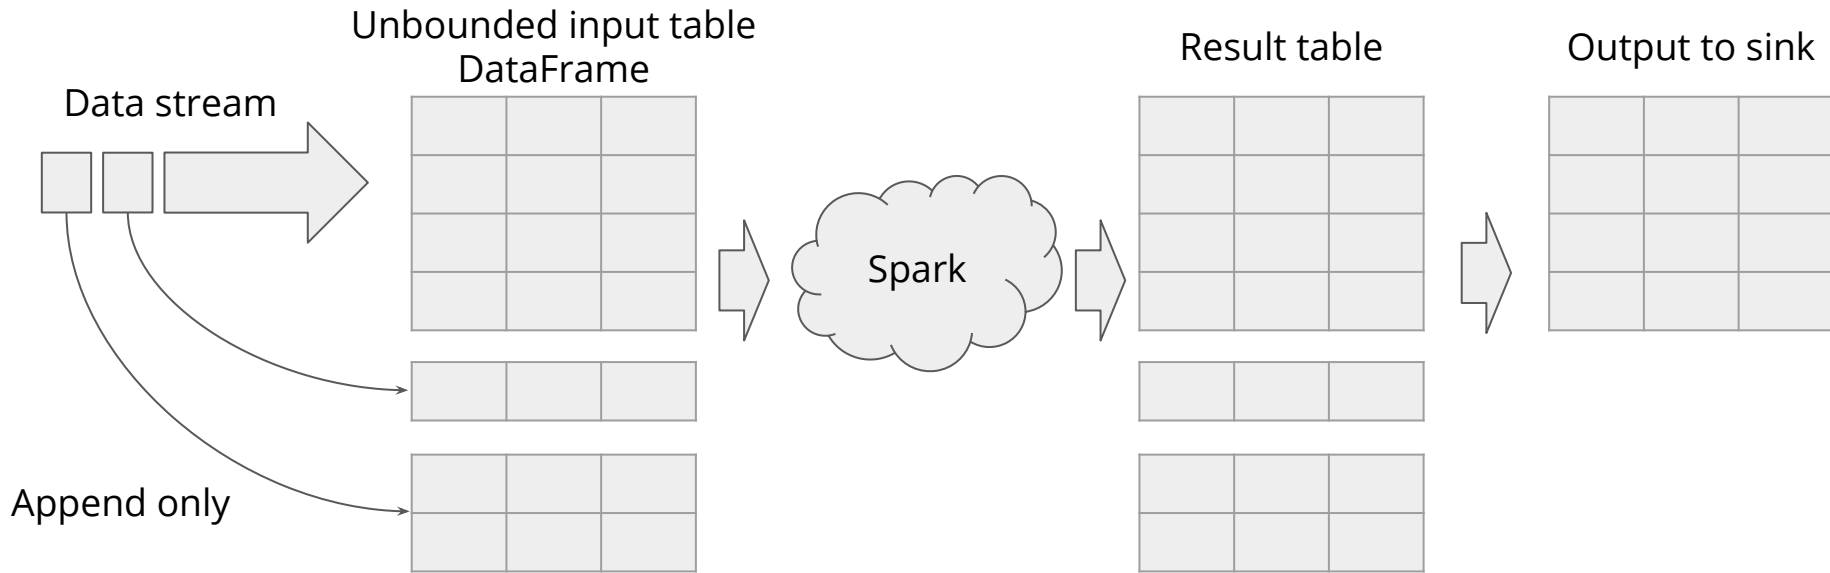 Unbounded input table
DataFrame
Data stream
Result table
Output to sink
Spark
Append only